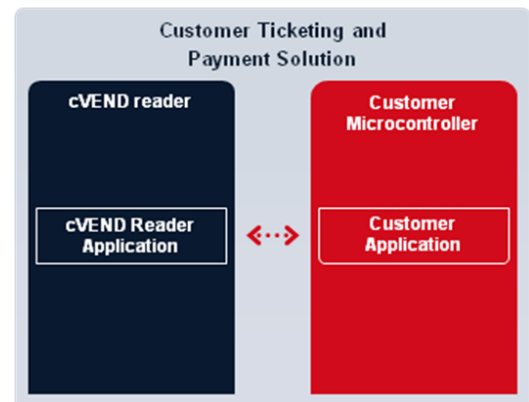 Customer Ticketing and
Payment Solution
cVEND reader
cVEND Reader
Application
Customer
Microcontroller
Customer
Application